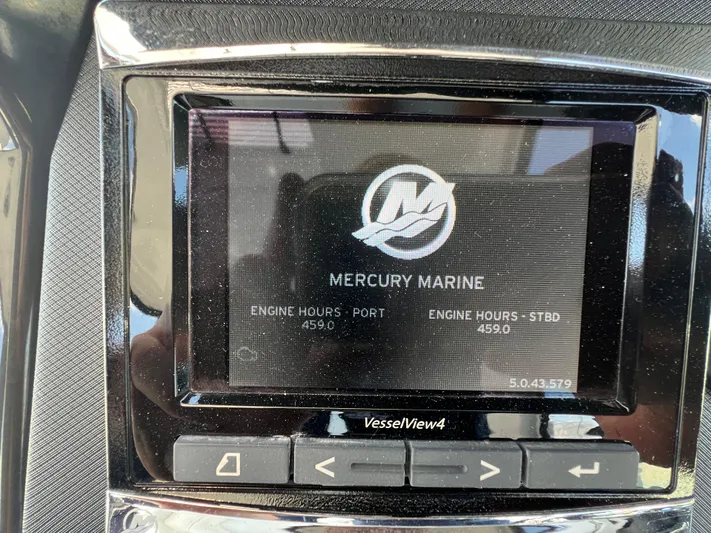 M
MERCURY MARINE
ENGINE HOURS - PORT
459.0
ENGINE HOURS - STBD
459.0
5.0.43.579
VesselView4
< >